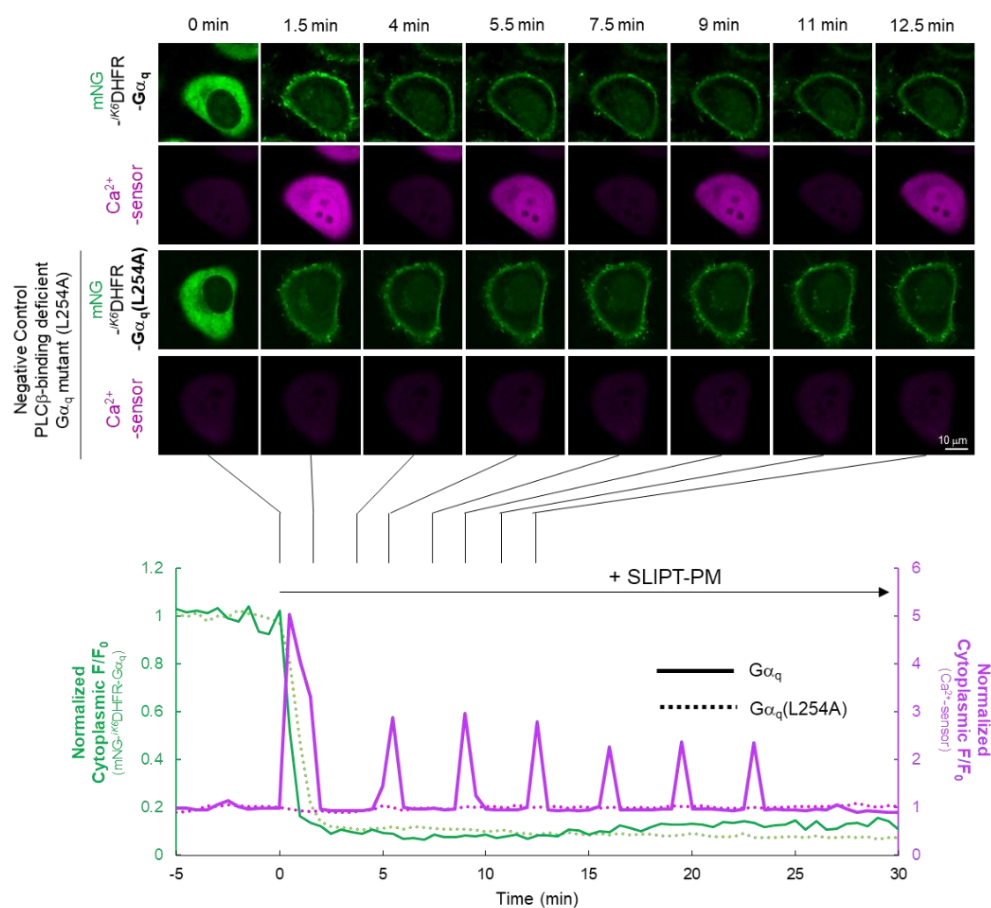 0 min 1.5 min 4 min 5.5 min 7.5 min 9 min 11 min 12.5 min
mNG
-iK6DHFR
-Gαq
Ca2+
-sensor
Negative Control
PLCβ-binding deficient
Gαq mutant (L254A)
mNG
-iK6DHFR
-Gαq(L254A)
Ca2+
-sensor
10 μm
+ SLIPT-PM
Normalized
Cytoplasmic F/F0
(mNG-iK6DHFR-Gαq)
1.2
1
0.8
0.6
0.4
0.2
0
Gαq
Gαq(L254A)
6
5
4
3
2
1
0
Normalized
Cytoplasmic F/F0
(Ca2+-sensor)
-5 0 5 10 15 20 25 30
Time (min)